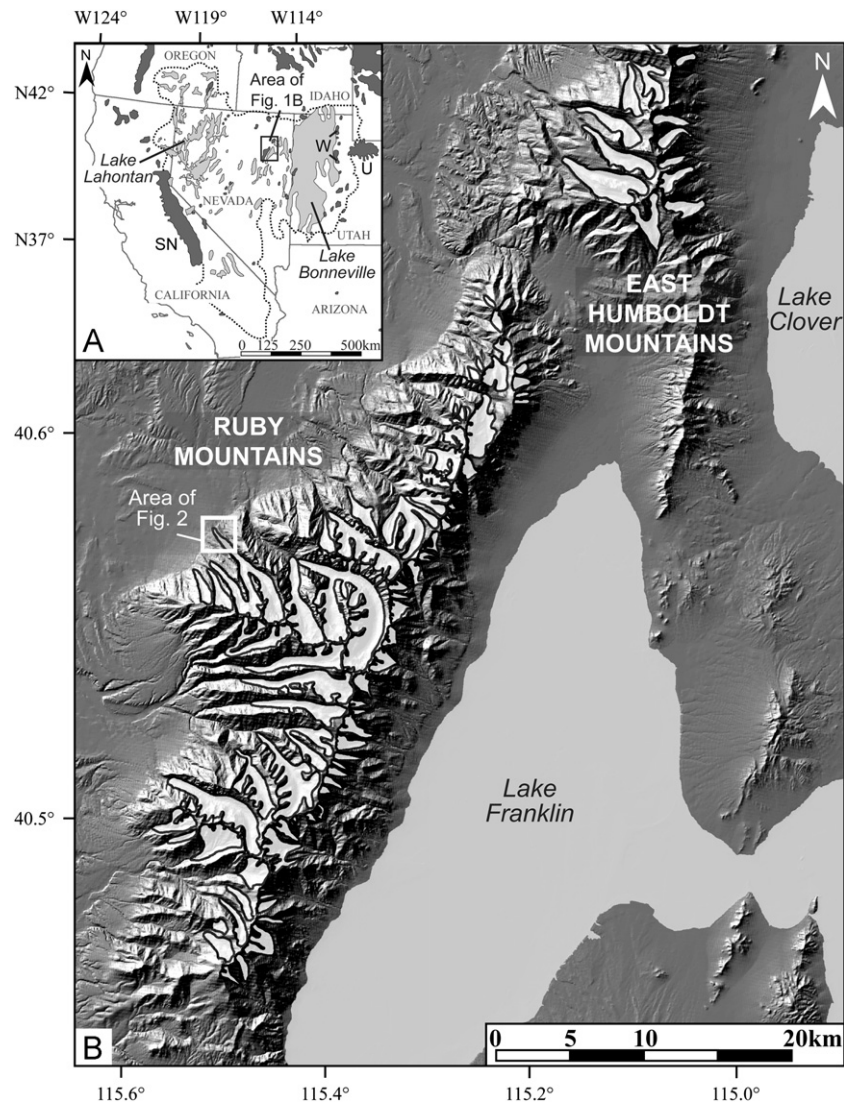 W124°
W119°
W114°
N42°
N37°
N
OREGON
Area of
Fig. 1B
IDAHO
Lake
Lahontan
W
U
NEVADA
UTAH
SN
Lake
Bonneville
CALIFORNIA
ARIZONA
A
0 125 250 500km
N
EAST
HUMBOLDT
MOUNTAINS
Lake
Clover
40.6°
RUBY
MOUNTAINS
Area of
Fig. 2
Lake
Franklin
40.5°
B
0 5 10 20km
115.6°
115.4°
115.2°
115.0°